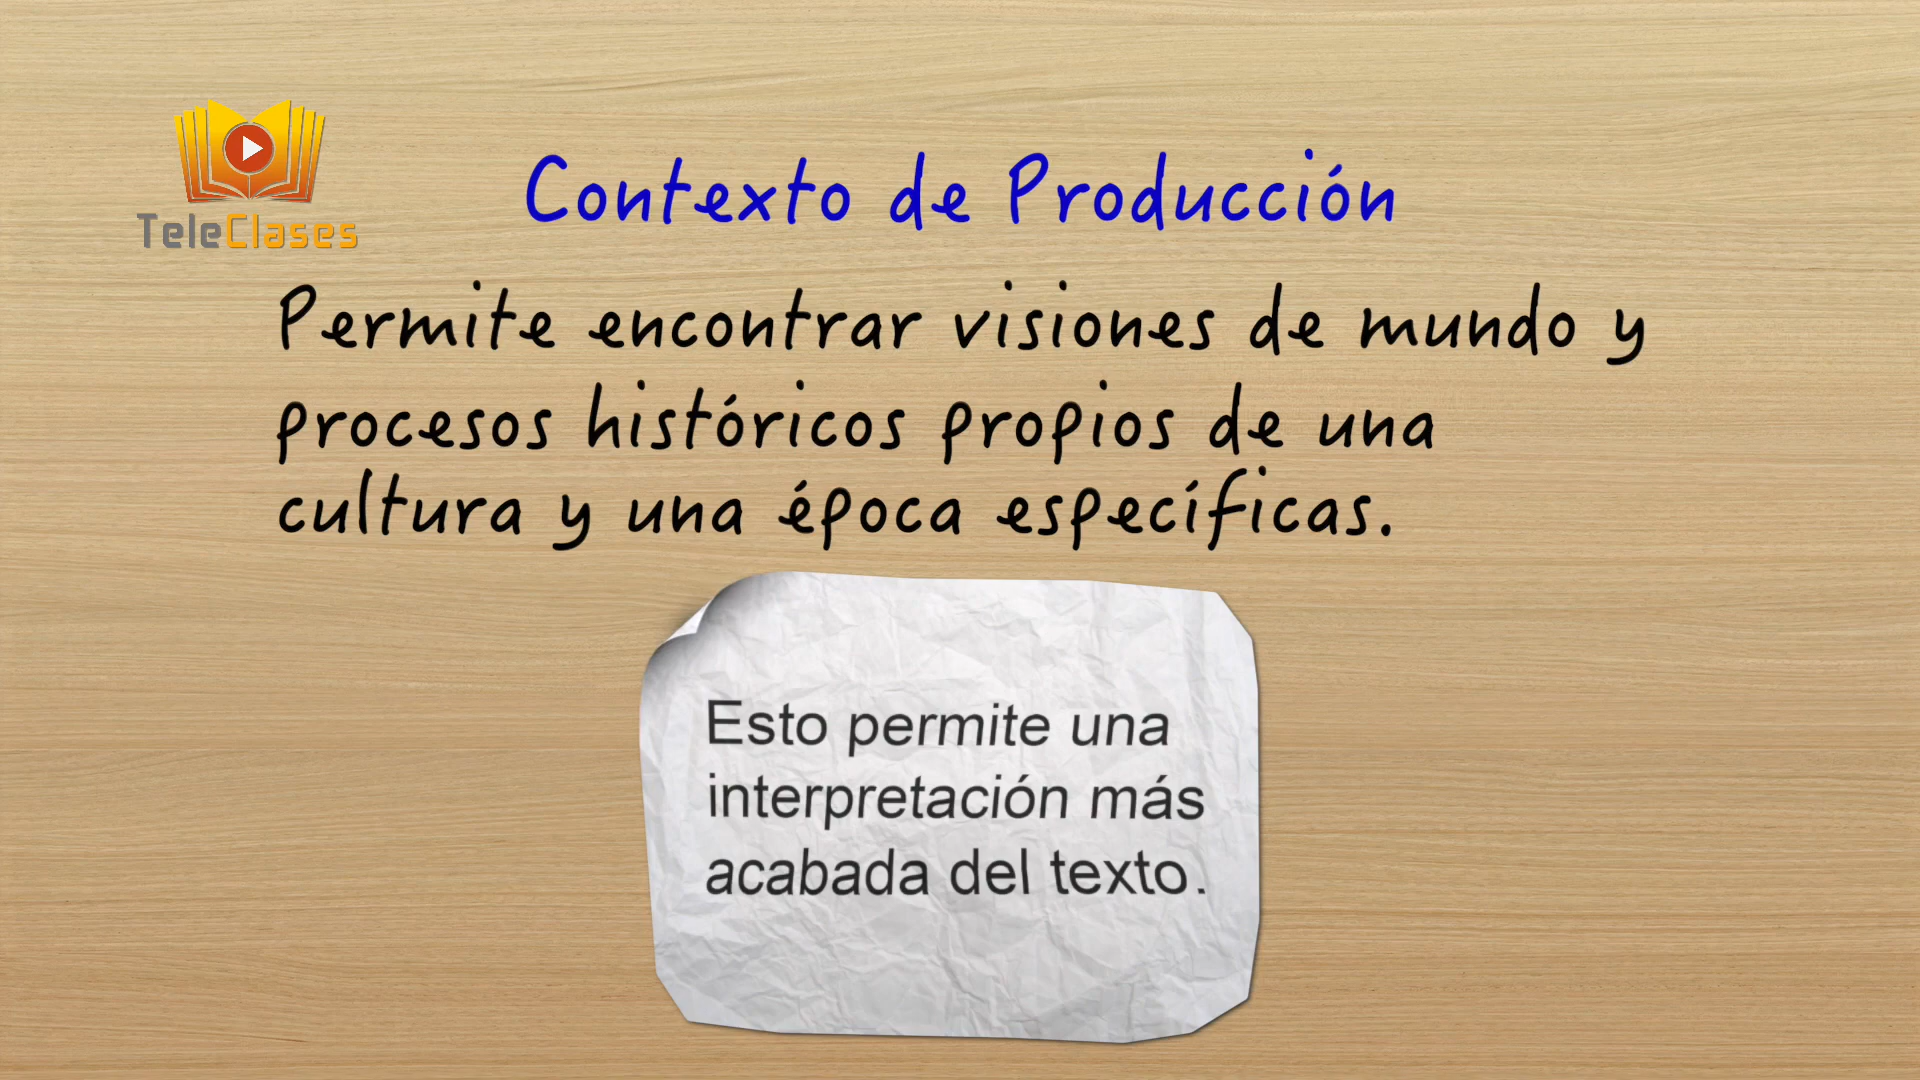 TeleClases
Contexto de Producción
Permite encontrar visiones de mundo y
procesos históricos propios de una
cultura y una época específicas.
Esto permite una
interpretación más
acabada del texto.